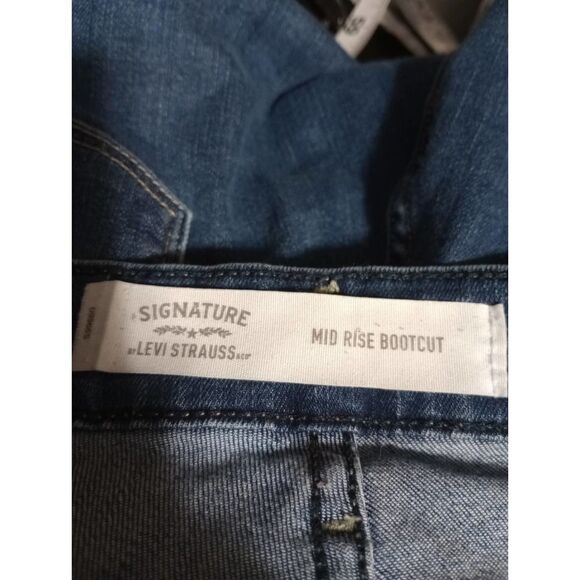 SIGNATURE
BY LEVI STRAUSS & CO
MID RISE BOOTCUT